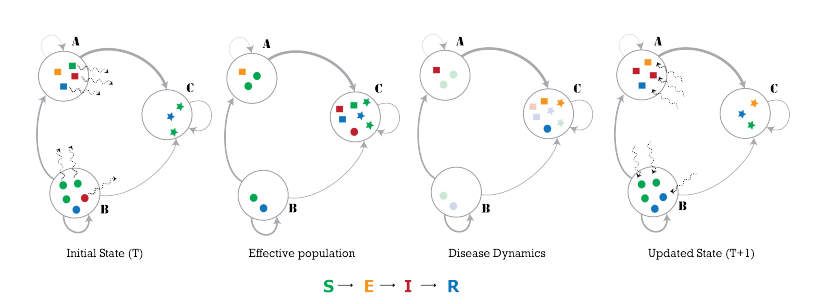 A
C
B
Initial State (T)
A
C
B
Effective population
A
C
B
Disease Dynamics
A
C
B
Updated State (T+1)
S → E → I → R